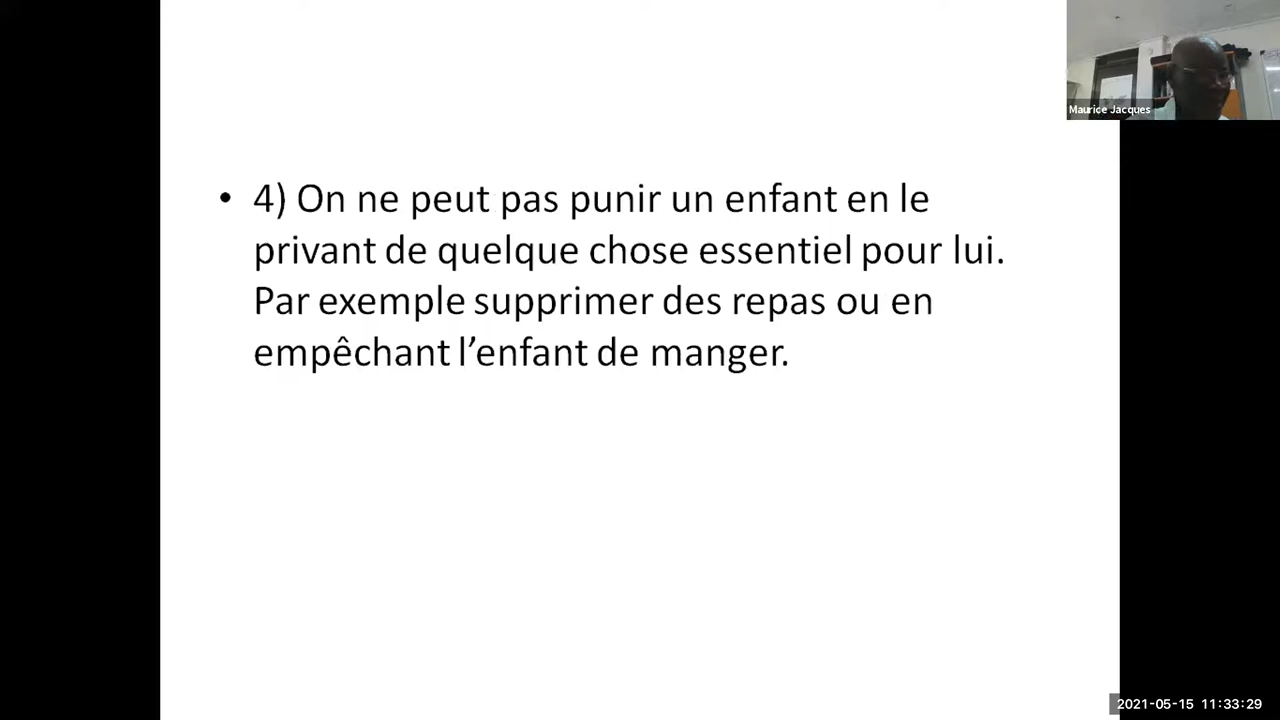 Maurice Jacques
• 4) On ne peut pas punir un enfant en le
privant de quelque chose essentiel pour lui.
Par exemple supprimer des repas ou en
empêchant l’enfant de manger.
2021-05-15 11:33:29